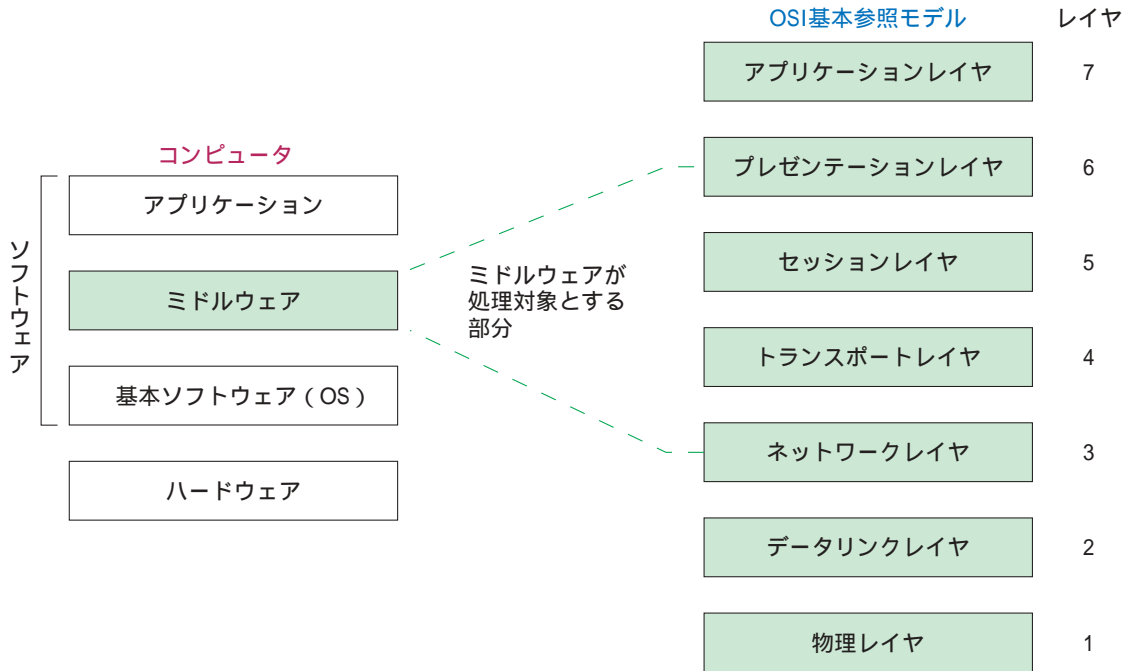 コンピュータ
ソフトウェア
アプリケーション
ミドルウェア
基本ソフトウェア（OS）
ハードウェア
ミドルウェアが
処理対象とする
部分
OSI基本参照モデル レイヤ
アプリケーションレイヤ 7
プレゼンテーションレイヤ 6
セッションレイヤ 5
トランスポートレイヤ 4
ネットワークレイヤ 3
データリンクレイヤ 2
物理レイヤ 1